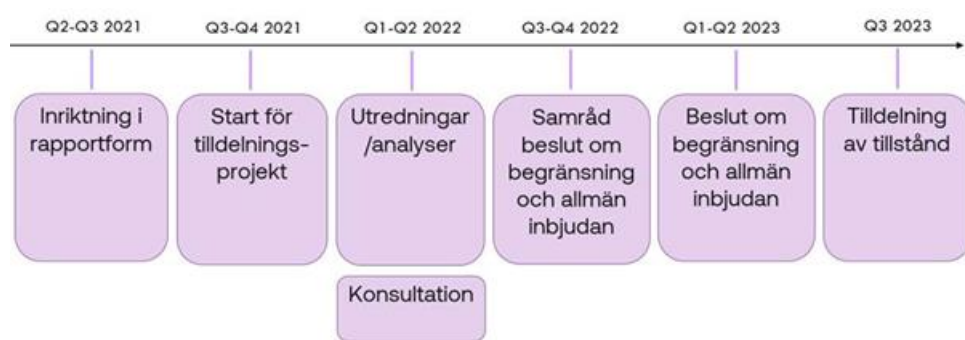 Q2-Q3 2021
Q3-Q4 2021
Q1-Q2 2022
Q3-Q4 2022
Q1-Q2 2023
Q3 2023
Inriktning i
rapportform
Start för
tilldelnings-
projekt
Utredningar
/analyser
Samråd
beslut om
begränsning
och allmän
inbjudan
Beslut om
begränsning
och allmän
inbjudan
Tilldelning
av tillstånd
Konsultation